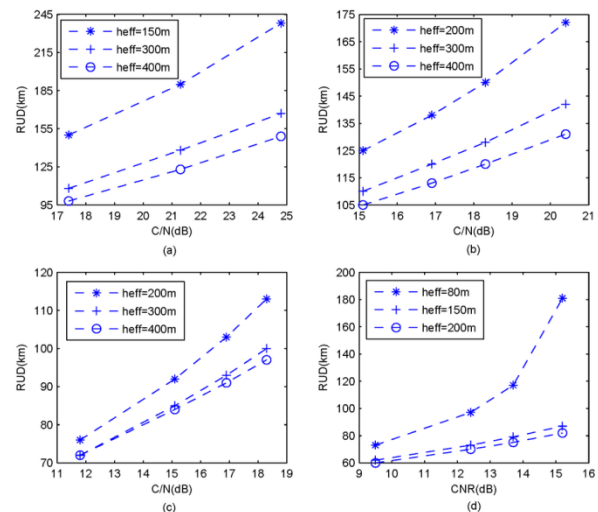 (a)
245
215
185
155
125
95
RUD(km)
heff=150m
heff=300m
heff=400m
17 18 19 20 21 22 23 24 25
C/N(dB)
(b)
185
175
165
155
145
135
125
115
105
RUD(km)
heff=200m
heff=300m
heff=400m
15 16 17 18 19 20 21
C/N(dB)
(a)
(b)
120
110
100
90
80
70
RUD(km)
heff=200m
heff=300m
heff=400m
11 12 13 14 15 16 17 18 19
C/N(dB)
(c)
200
180
160
140
120
100
80
60
RUD(km)
heff=80m
heff=150m
heff=200m
9 10 11 12 13 14 15 16
CNR(dB)
(d)